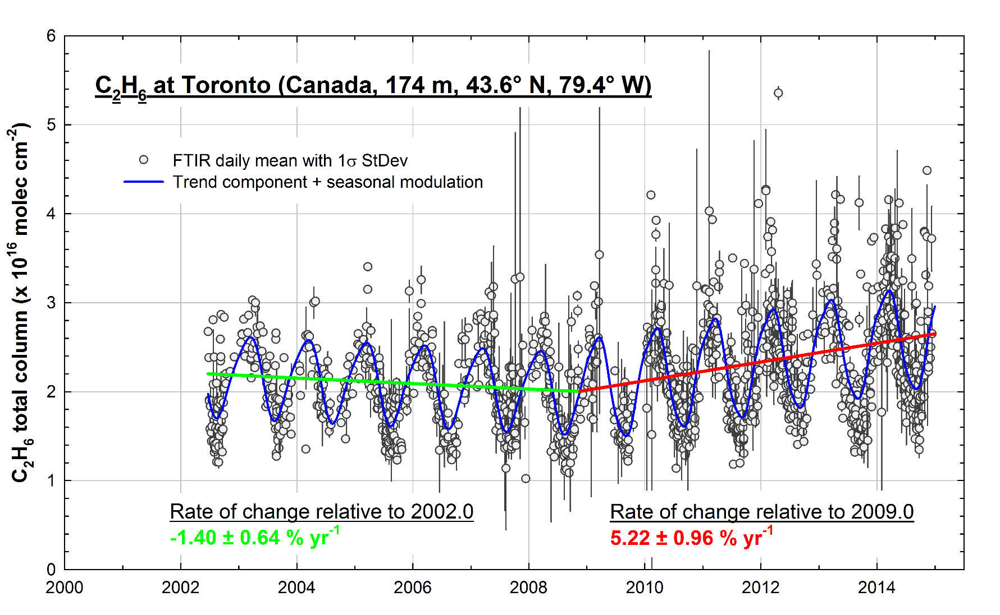 C₂H₆ at Toronto (Canada, 174 m, 43.6° N, 79.4° W)
FTIR daily mean with 1σ StDev
Trend component + seasonal modulation
C₂H₆ total column (x 10¹⁶ molec cm⁻²)
6
5
4
3
2
1
0
Rate of change relative to 2002.0
-1.40 ± 0.64 % yr⁻¹
Rate of change relative to 2009.0
5.22 ± 0.96 % yr⁻¹
2000 2002 2004 2006 2008 2010 2012 2014